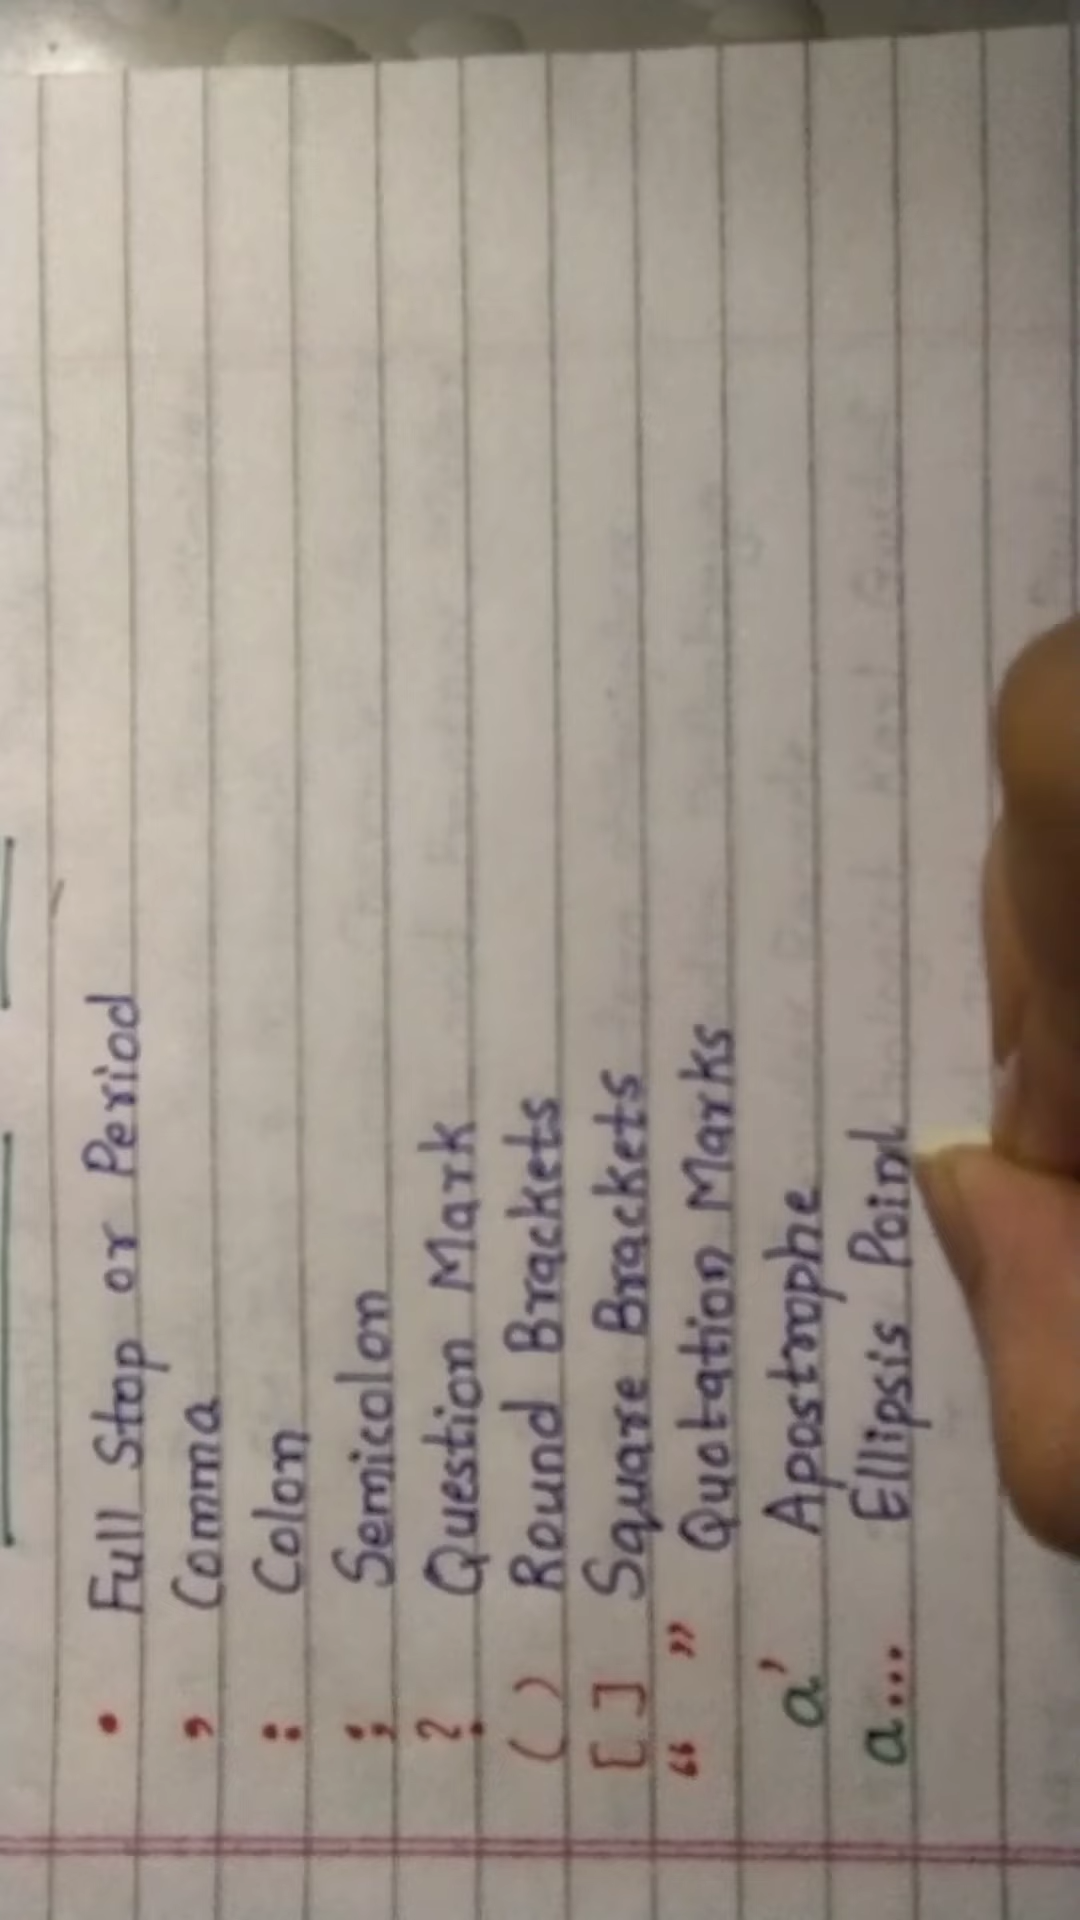 . Full Stop or Period
, Comma
: Colon
; Semicolon
? Question Mark
( ) Round Brackets
[ ] Square Brackets
“ ” Quotation Marks
a' Apostrophe
a... Ellipsis Point